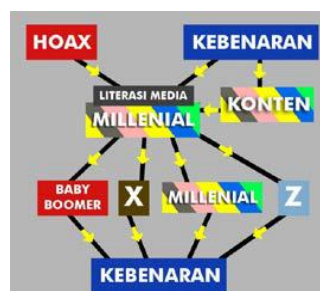 HOAX
KEBENARAN
LITERASI MEDIA
MILLENIAL
KONTEN
BABY
BOOMER
X
MILLENIAL
Z
KEBENARAN